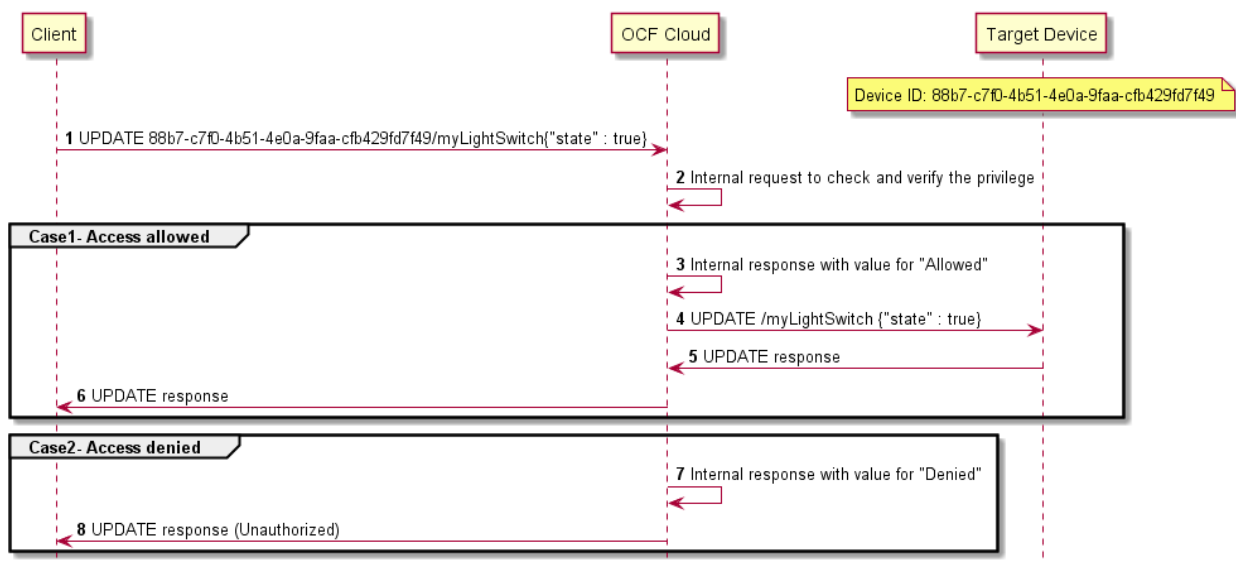 Client
OCF Cloud
Target Device
Device ID: 88b7-c7f0-4b51-4e0a-9faa-cfb429fd7f49
1 UPDATE 88b7-c7f0-4b51-4e0a-9faa-cfb429fd7f49/myLightSwitch{"state" : true}
2 Internal request to check and verify the privilege
Case1- Access allowed
3 Internal response with value for "Allowed"
4 UPDATE /myLightSwitch {"state" : true}
5 UPDATE response
6 UPDATE response
Case2- Access denied
7 Internal response with value for "Denied"
8 UPDATE response (Unauthorized)